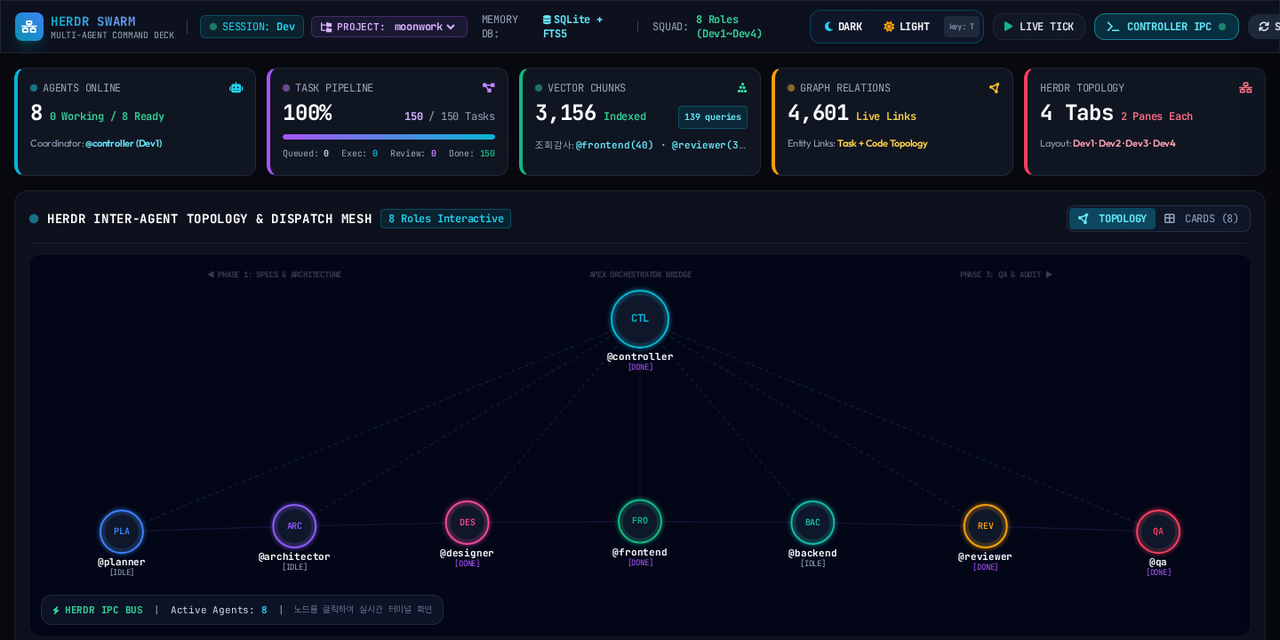 HERDR SWARM
MULTI-AGENT COMMAND DECK
SESSION: Dev
PROJECT: moonwork
MEMORY DB:
SQLite + FTS5
SQUAD:
8 Roles (Dev1~Dev4)
DARK
LIGHT
key: T
LIVE TICK
CONTROLLER IPC
AGENTS ONLINE
8 0 Working / 8 Ready
Coordinator: @controller (Dev1)
TASK PIPELINE
100% 150 / 150 Tasks
Queued: 0 Exec: 0 Review: 0 Done: 150
VECTOR CHUNKS
3,156 Indexed 139 queries
조회감사: @frontend(40) · @reviewer(3…
GRAPH RELATIONS
4,601 Live Links
Entity Links: Task + Code Topology
HERDR TOPOLOGY
4 Tabs 2 Panes Each
Layout: Dev1 · Dev2 · Dev3 · Dev4
HERDR INTER-AGENT TOPOLOGY & DISPATCH MESH 8 Roles Interactive
TOPOLOGY CARDS (8)
◀ PHASE 1: SPECS & ARCHITECTURE
APEX ORCHESTRATOR BRIDGE
PHASE 3: QA & AUDIT ▶
CTL
@controller
[DONE]
PLA
@planner
[IDLE]
ARC
@architector
[IDLE]
DES
@designer
[DONE]
FRO
@frontend
[DONE]
BAC
@backend
[IDLE]
REV
@reviewer
[DONE]
QA
@qa
[DONE]
HERDR IPC BUS | Active Agents: 8 | 노드를 클릭하여 실시간 터미널 확인